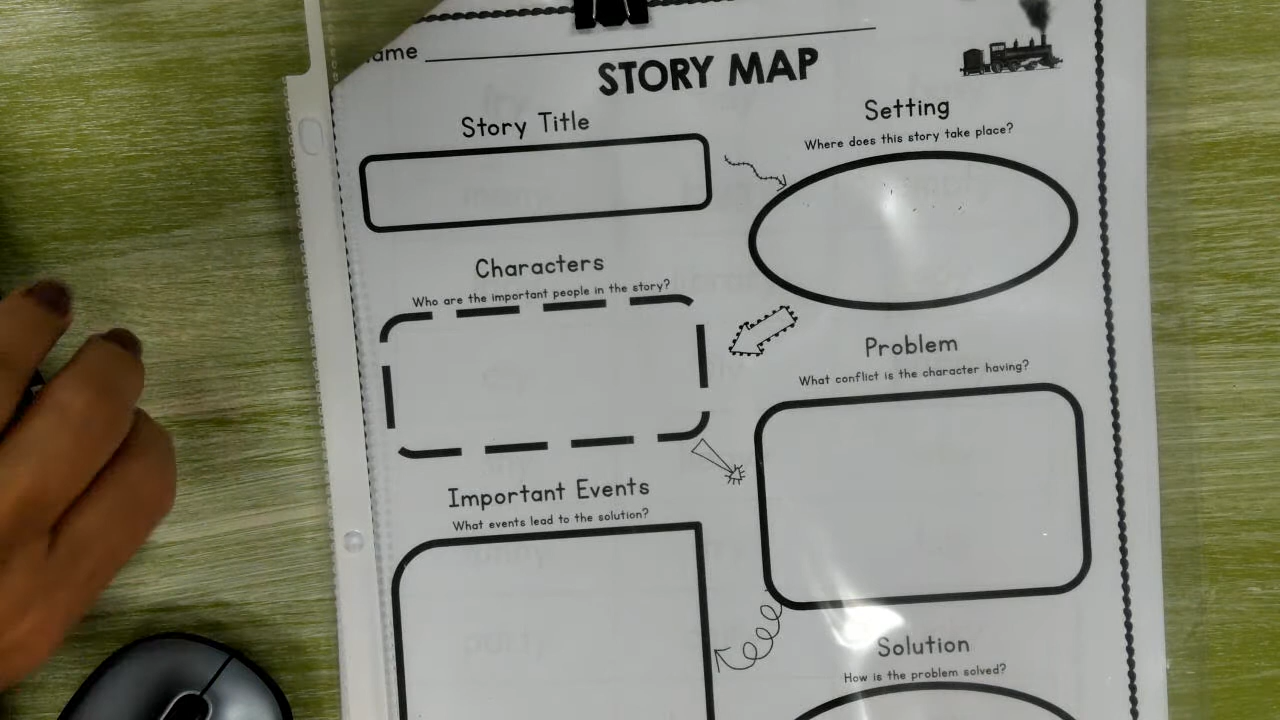 ame
STORY MAP
Story Title
Setting
Where does this story take place?
Characters
Who are the important people in the story?
Problem
What conflict is the character having?
Important Events
What events lead to the solution?
Solution
How is the problem solved?
party